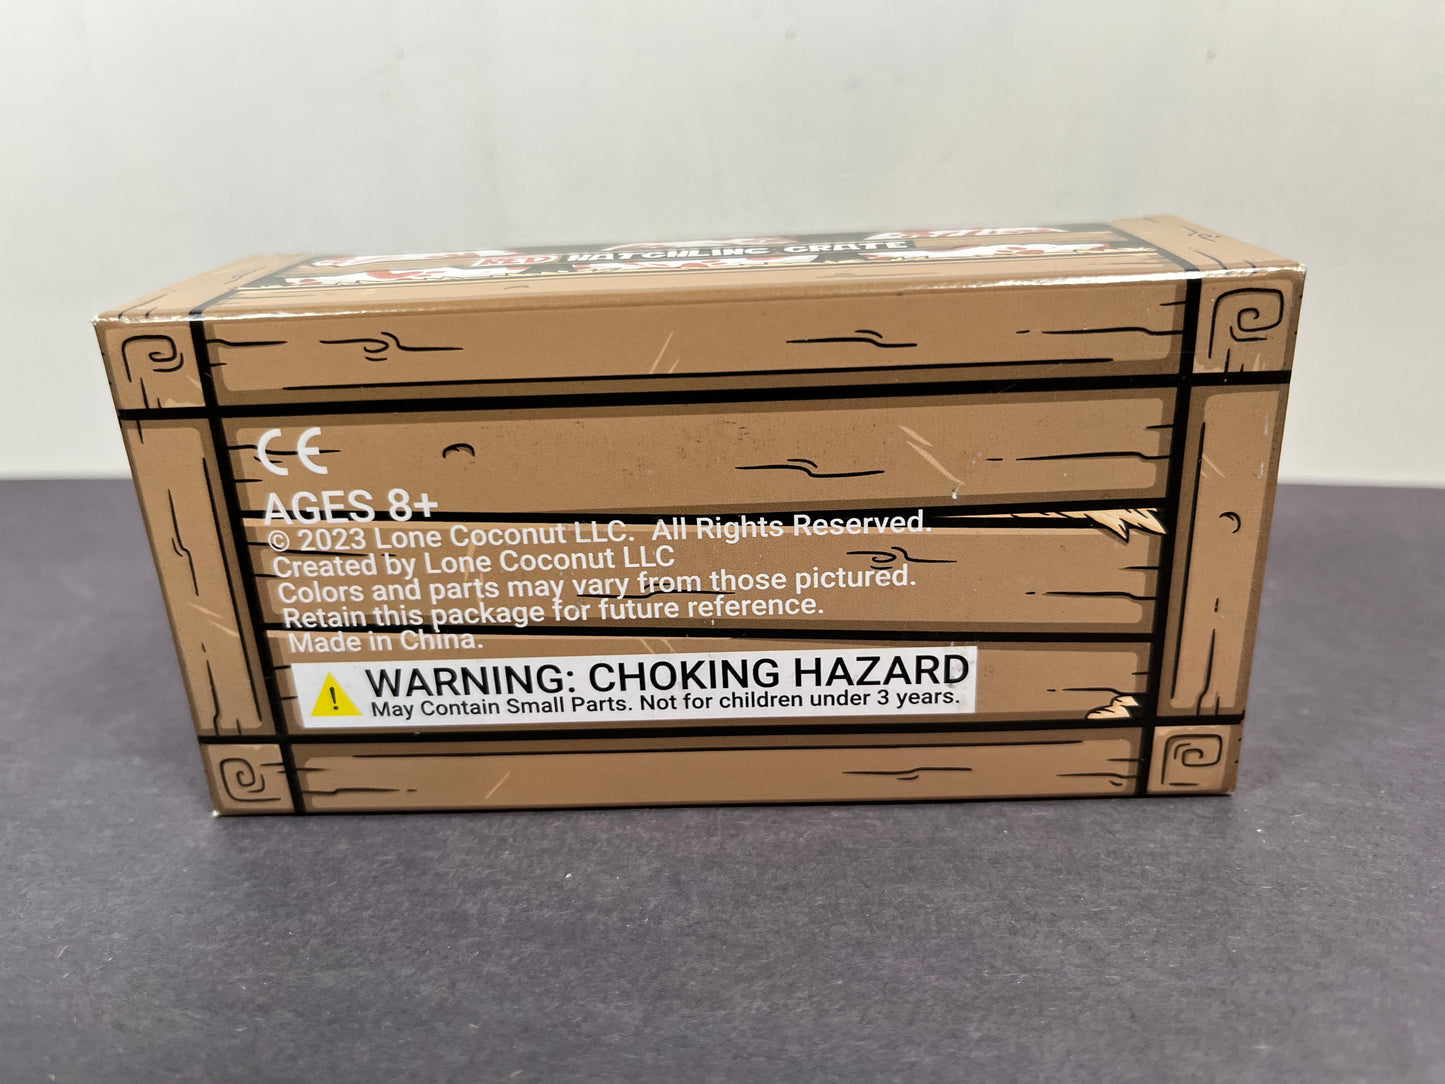 RED HATCHLING CRATE
CE
AGES 8+
© 2023 Lone Coconut LLC. All Rights Reserved.
Created by Lone Coconut LLC
Colors and parts may vary from those pictured.
Retain this package for future reference.
Made in China.
WARNING: CHOKING HAZARD
May Contain Small Parts. Not for children under 3 years.